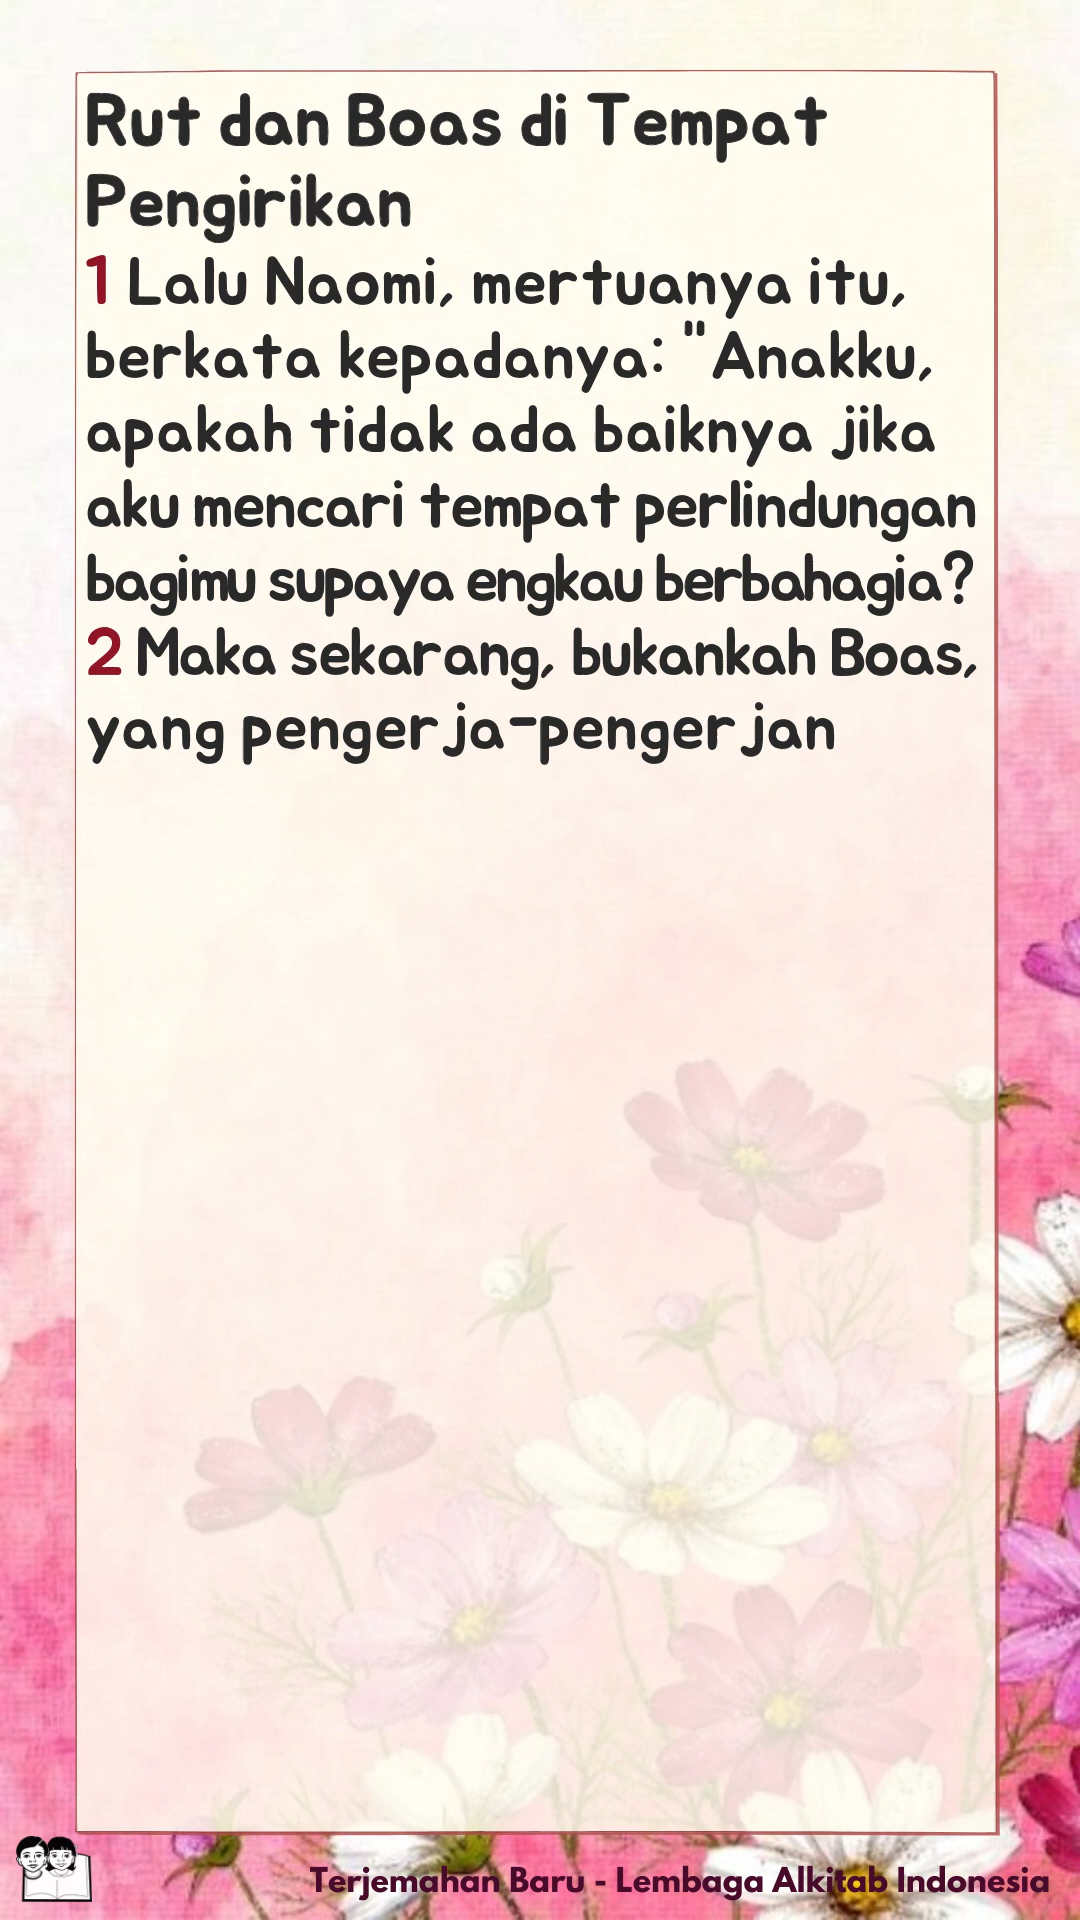 Rut dan Boas di Tempat
Pengirikan
1 Lalu Naomi, mertuanya itu,
berkata kepadanya: "Anakku,
apakah tidak ada baiknya jika
aku mencari tempat perlindungan
bagimu supaya engkau berbahagia?
2 Maka sekarang, bukankah Boas,
yang pengerja-pengerjan
Terjemahan Baru - Lembaga Alkitab Indonesia